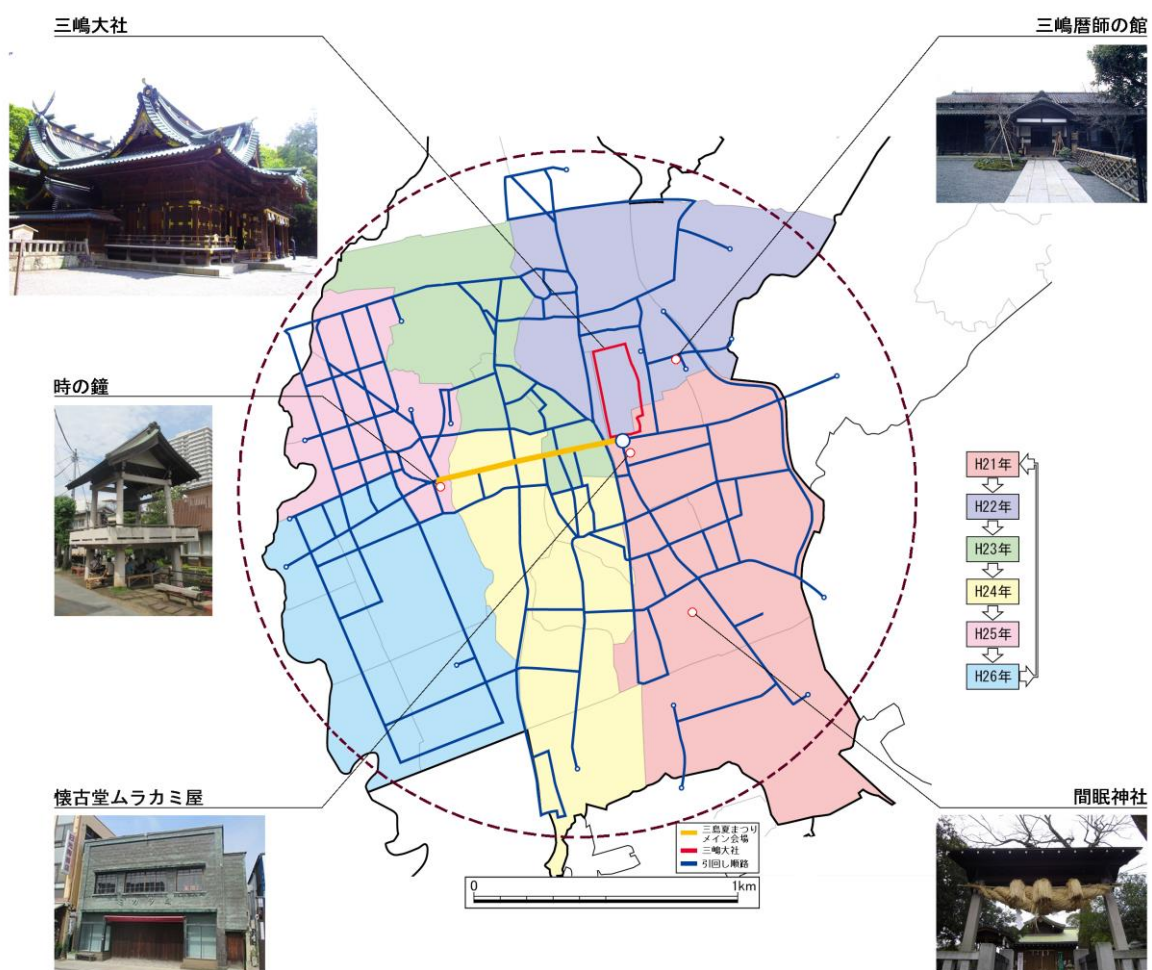 三嶋大社
三嶋暦師の館
時の鐘
H21年
H22年
H23年
H24年
H25年
H26年
懐古堂ムラカミ屋
間眠神社
三島夏まつり
メイン会場
三嶋大社
引回し順路
0
1km